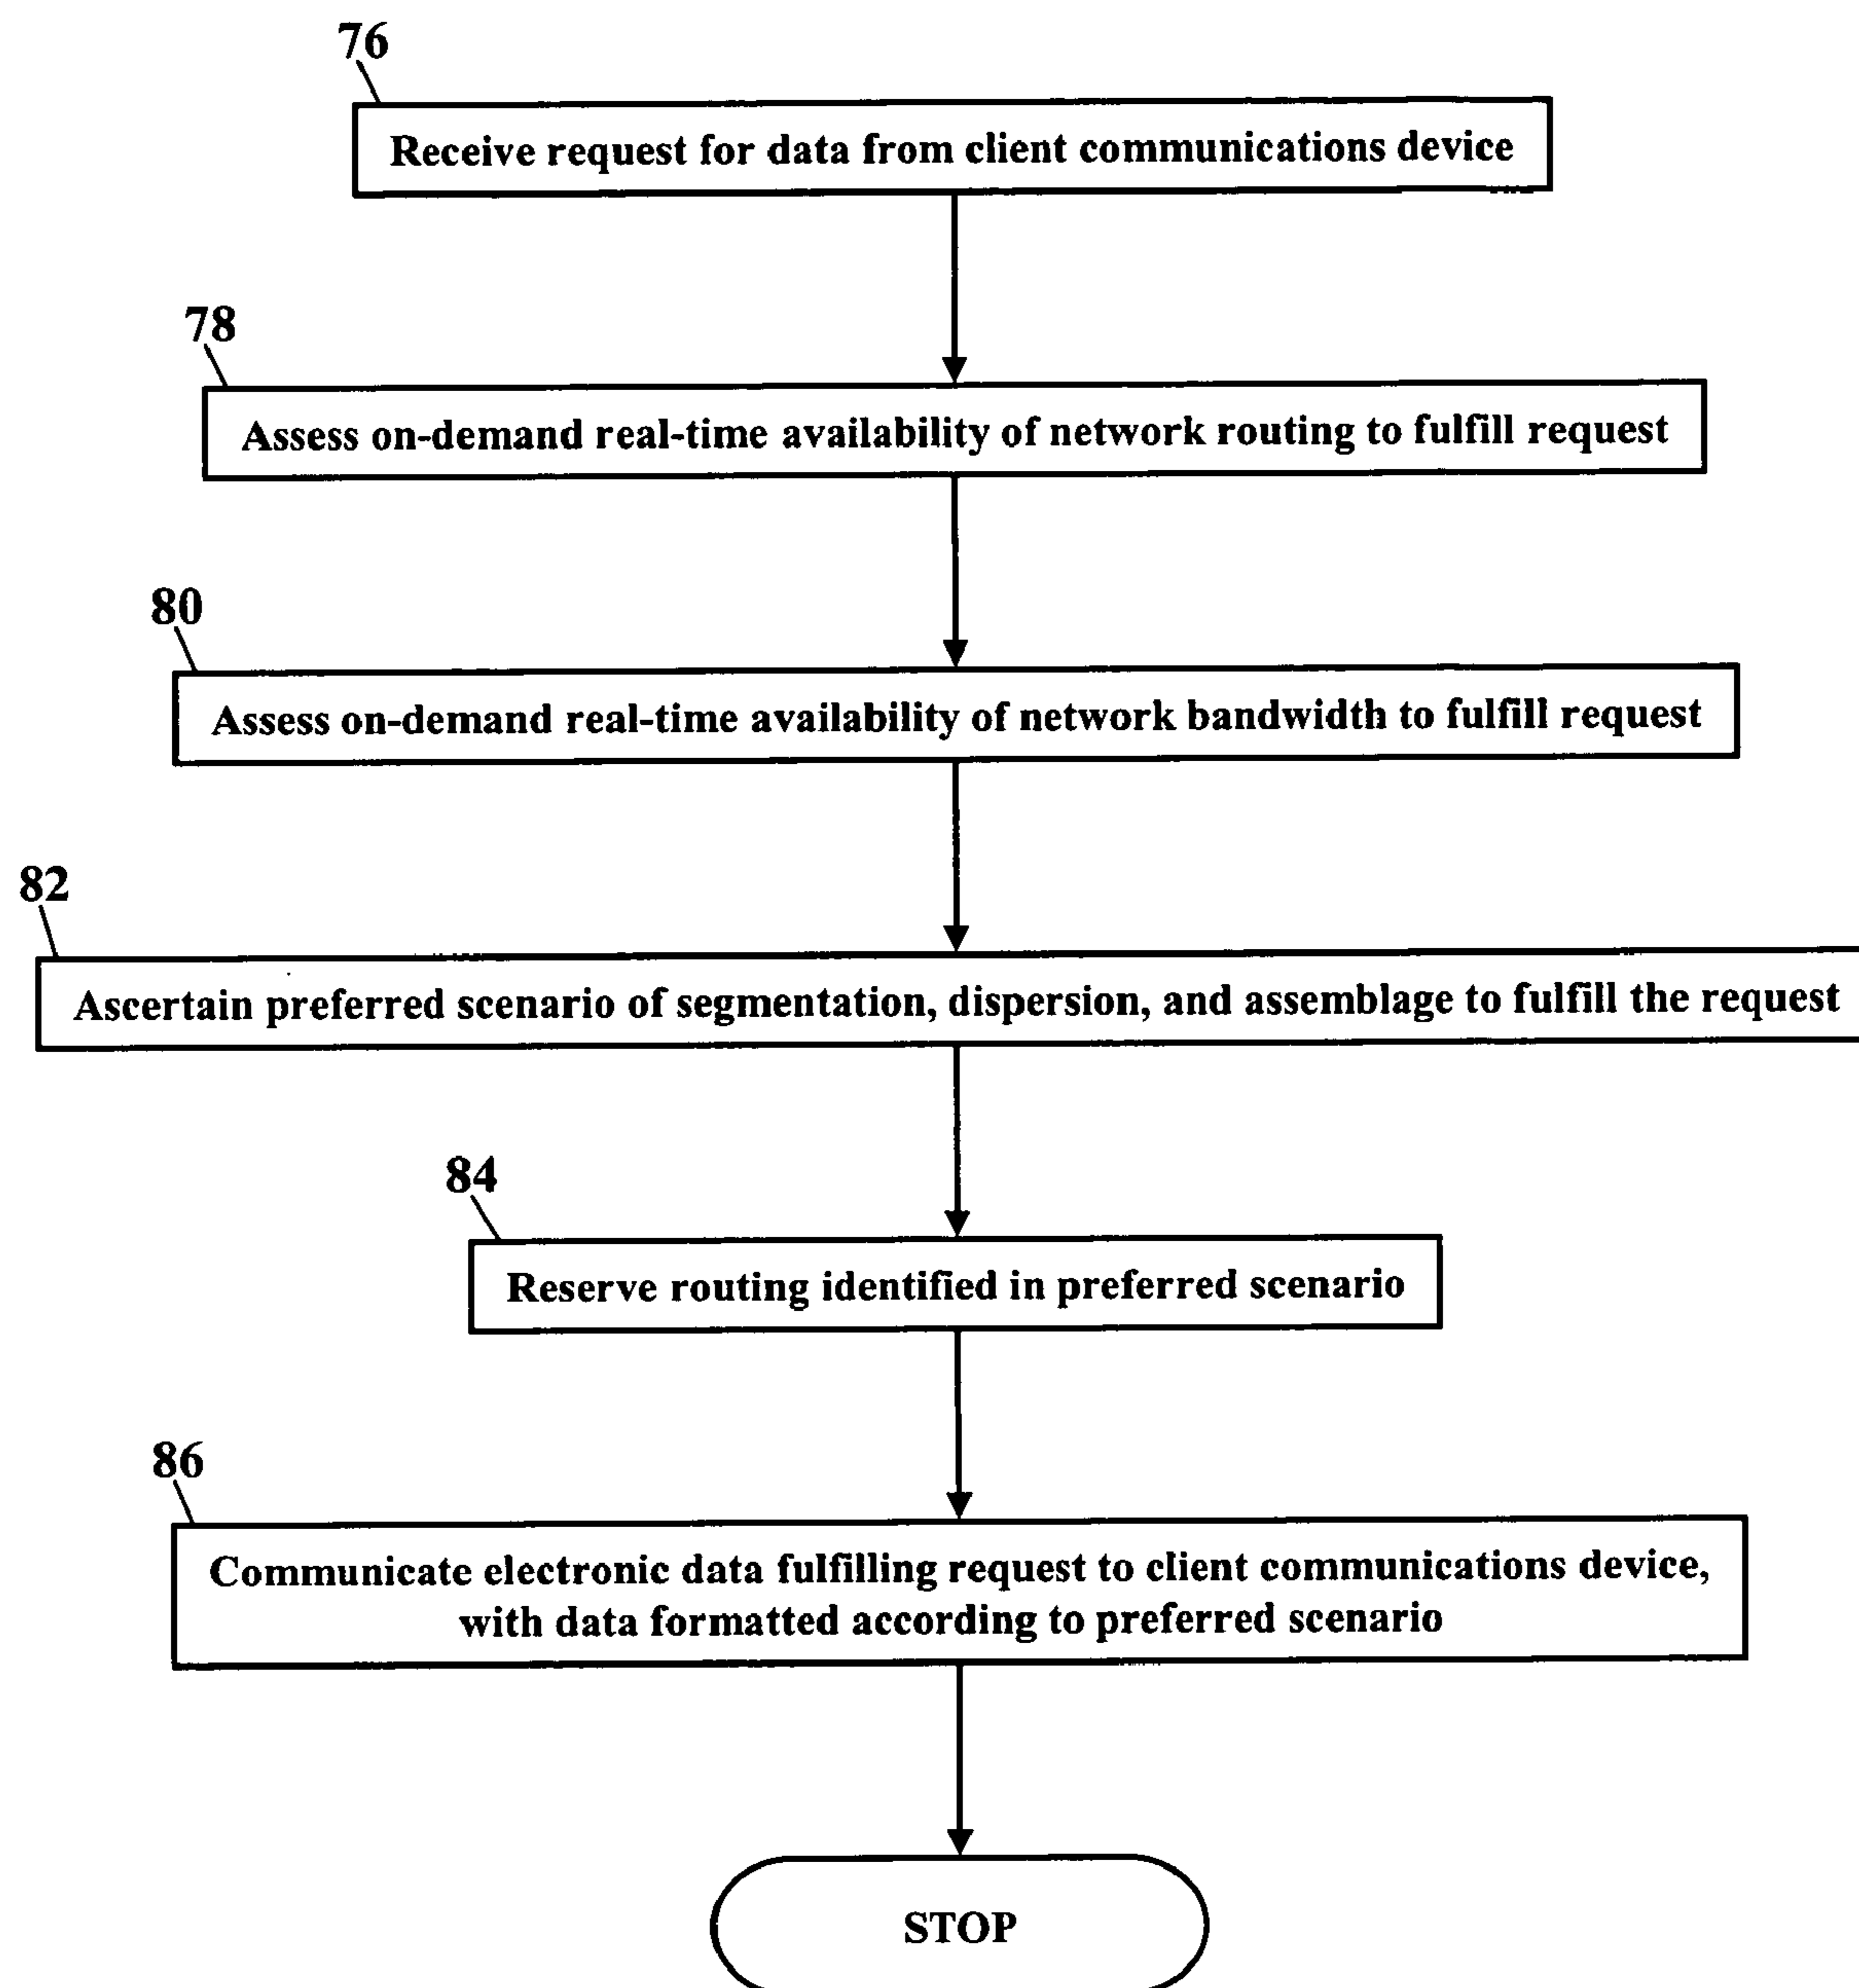 76
Receive request for data from client communications device
78
Assess on-demand real-time availability of network routing to fulfill request
80
Assess on-demand real-time availability of network bandwidth to fulfill request
82
Ascertain preferred scenario of segmentation, dispersion, and assemblage to fulfill the request
84
Reserve routing identified in preferred scenario
86
Communicate electronic data fulfilling request to client communications device,
with data formatted according to preferred scenario
STOP